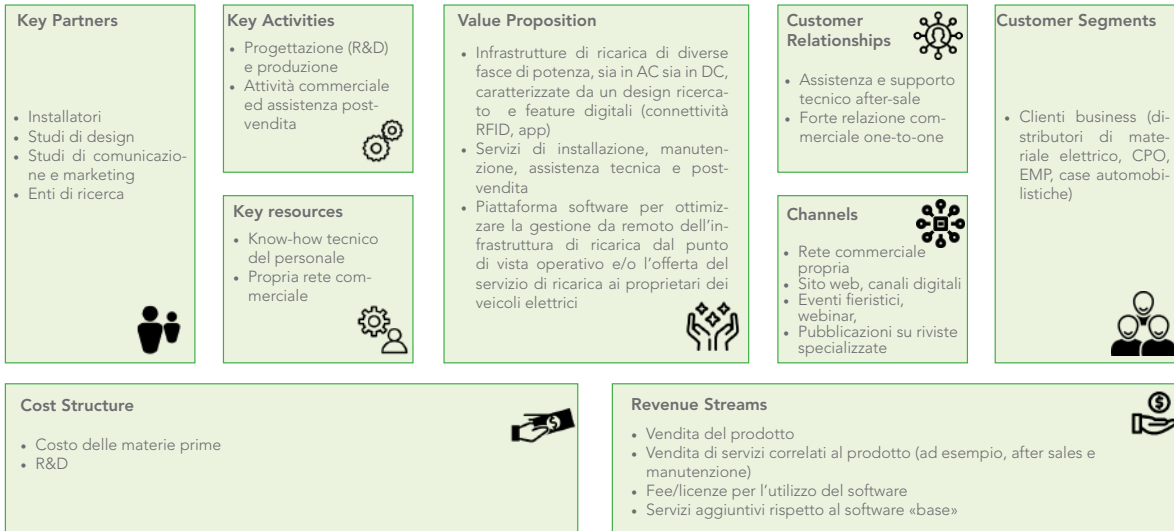 Key Partners
• Installatori
• Studi di design
• Studi di comunicazio-
ne e marketing
• Enti di ricerca
Key Activities
• Progettazione (R&D)
e produzione
• Attività commerciale
ed assistenza post-
vendita
Key resources
• Know-how tecnico
del personale
• Propria rete com-
merciale
Value Proposition
• Infrastrutture di ricarica di diverse
fasce di potenza, sia in AC sia in DC,
caratterizzate da un design ricerca-
to e feature digitali (connettività
RFID, app)
• Servizi di installazione, manuten-
zione, assistenza tecnica e post-
vendita
• Piattaforma software per ottimiz-
zare la gestione da remoto dell’in-
frastruttura di ricarica dal punto
di vista operativo e/o l’offerta del
servizio di ricarica ai proprietari dei
veicoli elettrici
Customer
Relationships
• Assistenza e supporto
tecnico after-sale
• Forte relazione com-
merciale one-to-one
Channels
• Rete commerciale
propria
• Sito web, canali digitali
• Eventi fieristici,
webinar,
• Pubblicazioni su riviste
specializzate
Customer Segments
• Clienti business (di-
stributori di mate-
riale elettrico, CPO,
EMP, case automobi-
listiche)
Cost Structure
• Costo delle materie prime
• R&D
Revenue Streams
• Vendita del prodotto
• Vendita di servizi correlati al prodotto (ad esempio, after sales e
manutenzione)
• Fee/licenze per l’utilizzo del software
• Servizi aggiuntivi rispetto al software «base»